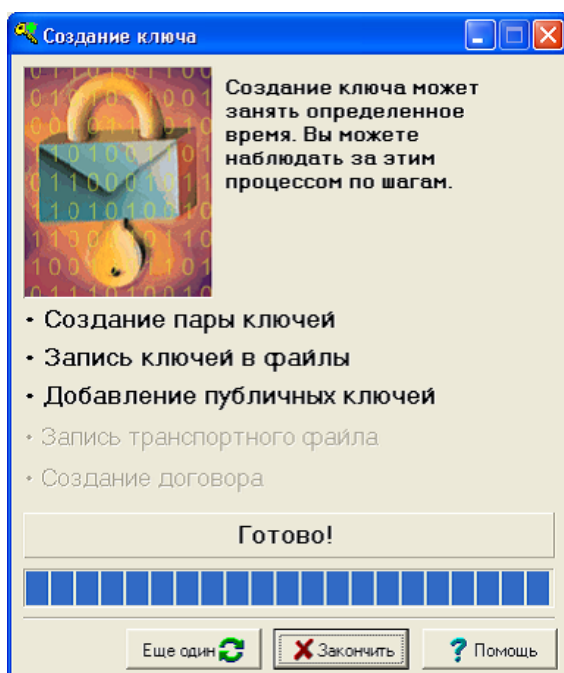 Создание ключа
Создание ключа может
занять определенное
время. Вы можете
наблюдать за этим
процессом по шагам.
• Создание пары ключей
• Запись ключей в файлы
• Добавление публичных ключей
• Запись транспортного файла
• Создание договора
Готово!
Еще один
Закончить
? Помощь